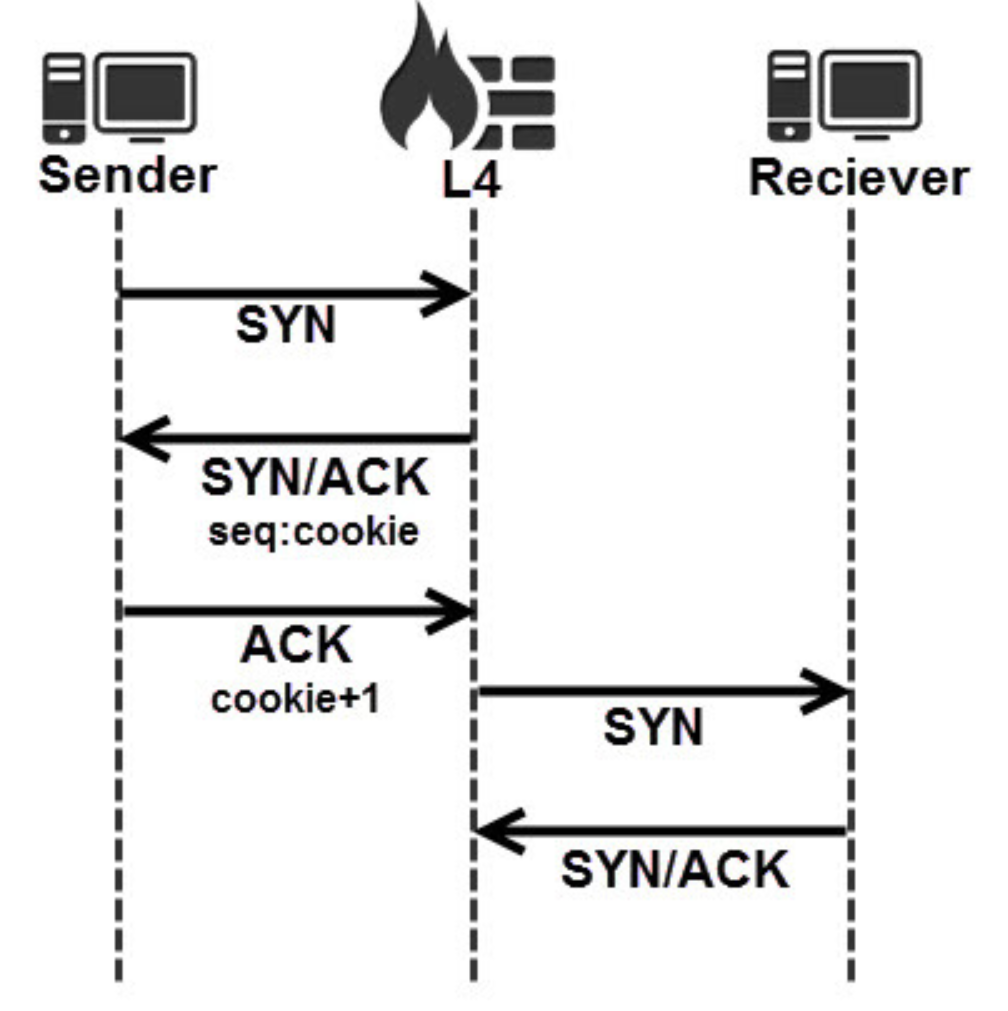 Sender
L4
Reciever
SYN
SYN/ACK
seq:cookie
ACK
cookie+1
SYN
SYN/ACK